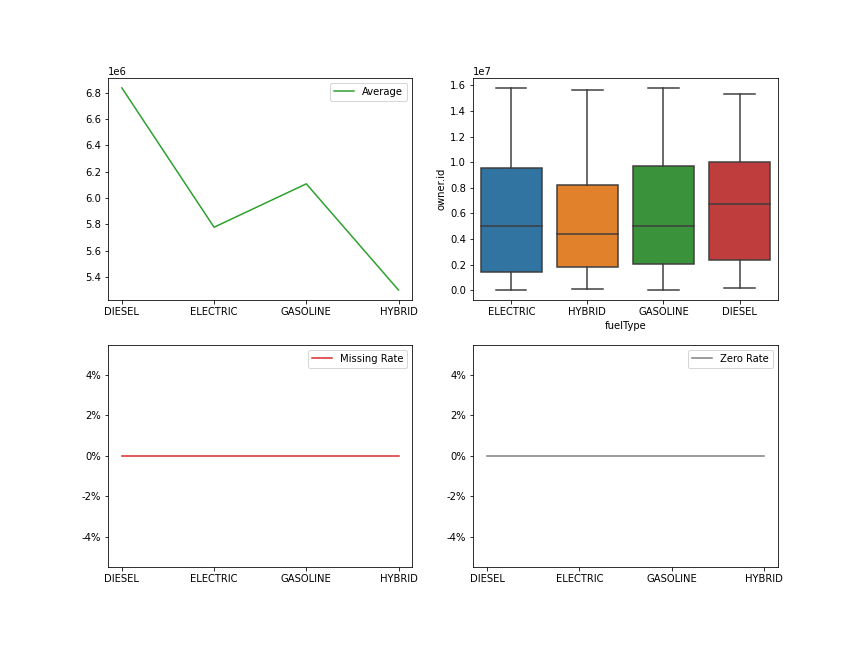 1e6
Average
6.8
6.6
6.4
6.2
6.0
5.8
5.6
5.4
DIESEL ELECTRIC GASOLINE HYBRID
1e7
1.6
1.4
1.2
1.0
0.8
0.6
0.4
0.2
0.0
owner.id
ELECTRIC HYBRID GASOLINE DIESEL
fuelType
Missing Rate
4%
2%
0%
-2%
-4%
DIESEL ELECTRIC GASOLINE HYBRID
Zero Rate
4%
2%
0%
-2%
-4%
DIESEL ELECTRIC GASOLINE HYBRID